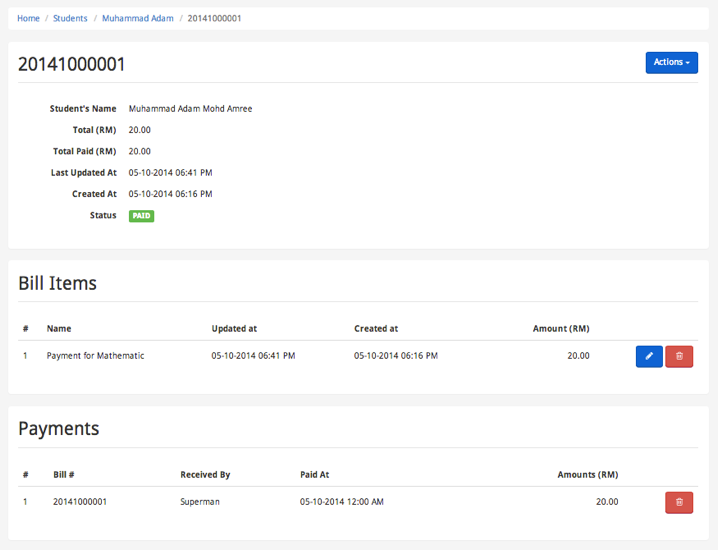 Home / Students / Muhammad Adam / 20141000001
20141000001
Actions
Student's Name Muhammad Adam Mohd Amree
Total (RM) 20.00
Total Paid (RM) 20.00
Last Updated At 05-10-2014 06:41 PM
Created At 05-10-2014 06:16 PM
Status PAID
Bill Items
# Name Updated at Created at Amount (RM)
1 Payment for Mathematic 05-10-2014 06:41 PM 05-10-2014 06:16 PM 20.00
Payments
# Bill # Received By Paid At Amounts (RM)
1 20141000001 Superman 05-10-2014 12:00 AM 20.00